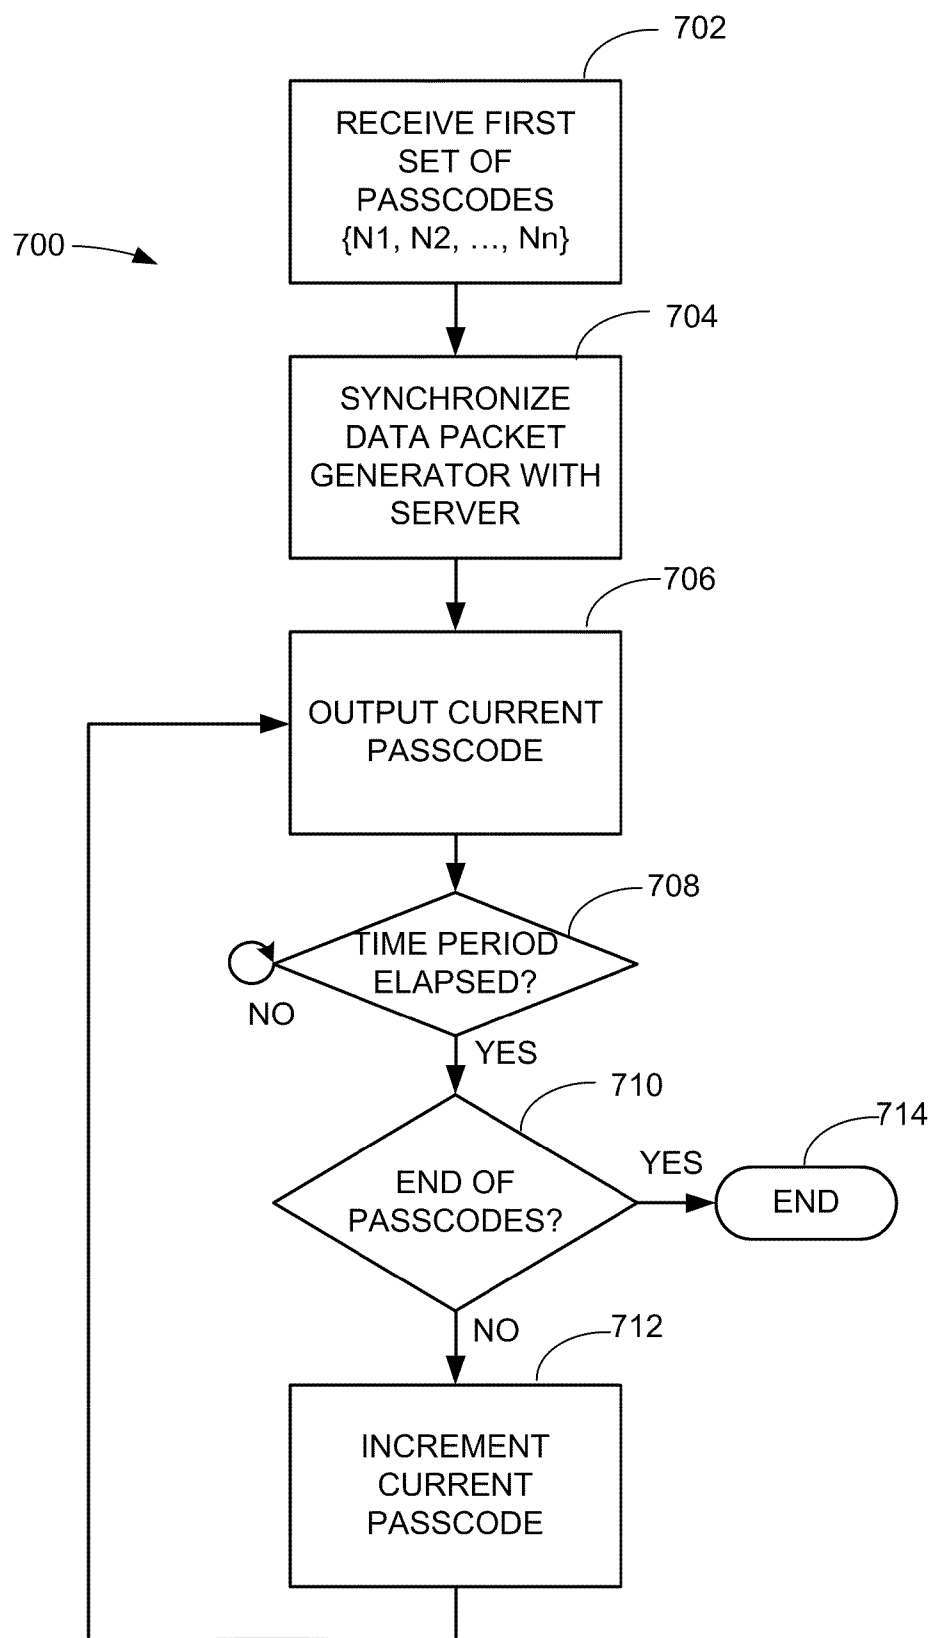 702
RECEIVE FIRST
SET OF
PASSCODES
{N1, N2, ..., Nn}
700
704
SYNCHRONIZE
DATA PACKET
GENERATOR WITH
SERVER
706
OUTPUT CURRENT
PASSCODE
708
TIME PERIOD
ELAPSED?
NO
YES
710
714
END OF
PASSCODES?
YES
END
NO
712
INCREMENT
CURRENT
PASSCODE